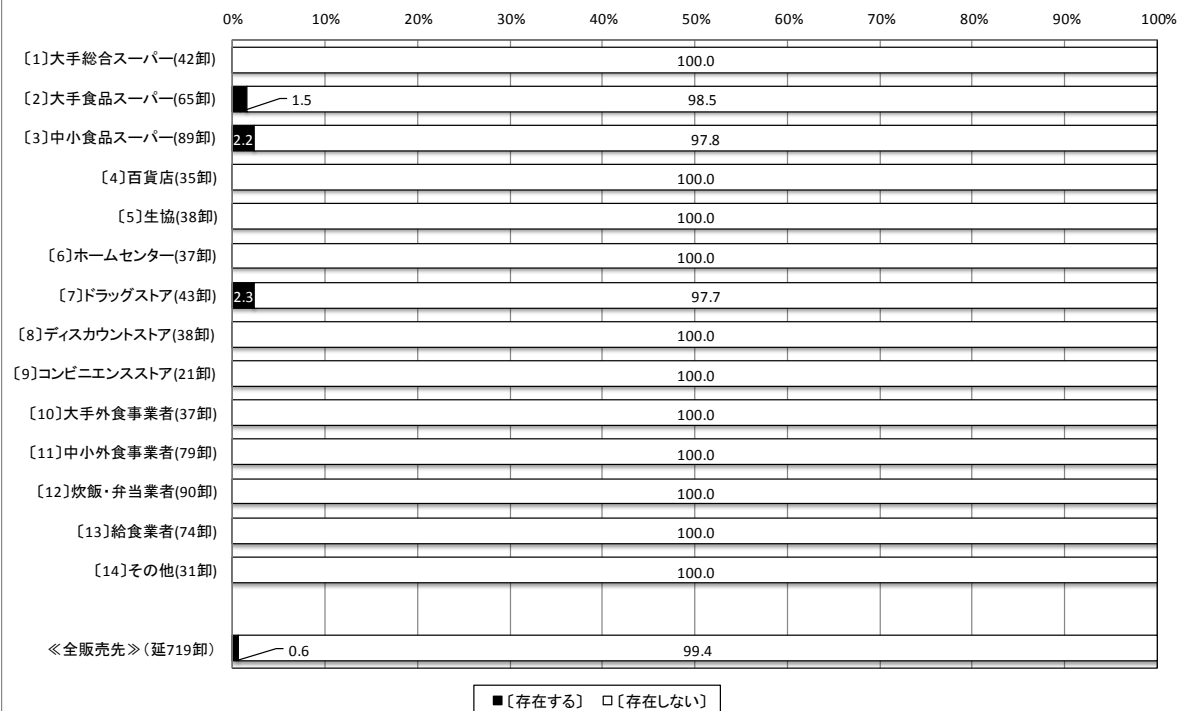 0% 10% 20% 30% 40% 50% 60% 70% 80% 90% 100%
〔1〕大手総合スーパー(42卸) 100.0
〔2〕大手食品スーパー(65卸) 1.5 98.5
〔3〕中小食品スーパー(89卸) 2.2 97.8
〔4〕百貨店(35卸) 100.0
〔5〕生協(38卸) 100.0
〔6〕ホームセンター(37卸) 100.0
〔7〕ドラッグストア(43卸) 2.3 97.7
〔8〕ディスカウントストア(38卸) 100.0
〔9〕コンビニエンスストア(21卸) 100.0
〔10〕大手外食事業者(37卸) 100.0
〔11〕中小外食事業者(79卸) 100.0
〔12〕炊飯・弁当業者(90卸) 100.0
〔13〕給食業者(74卸) 100.0
〔14〕その他(31卸) 100.0
≪全販売先≫(延719卸) 0.6 99.4
■〔存在する〕 □〔存在しない〕